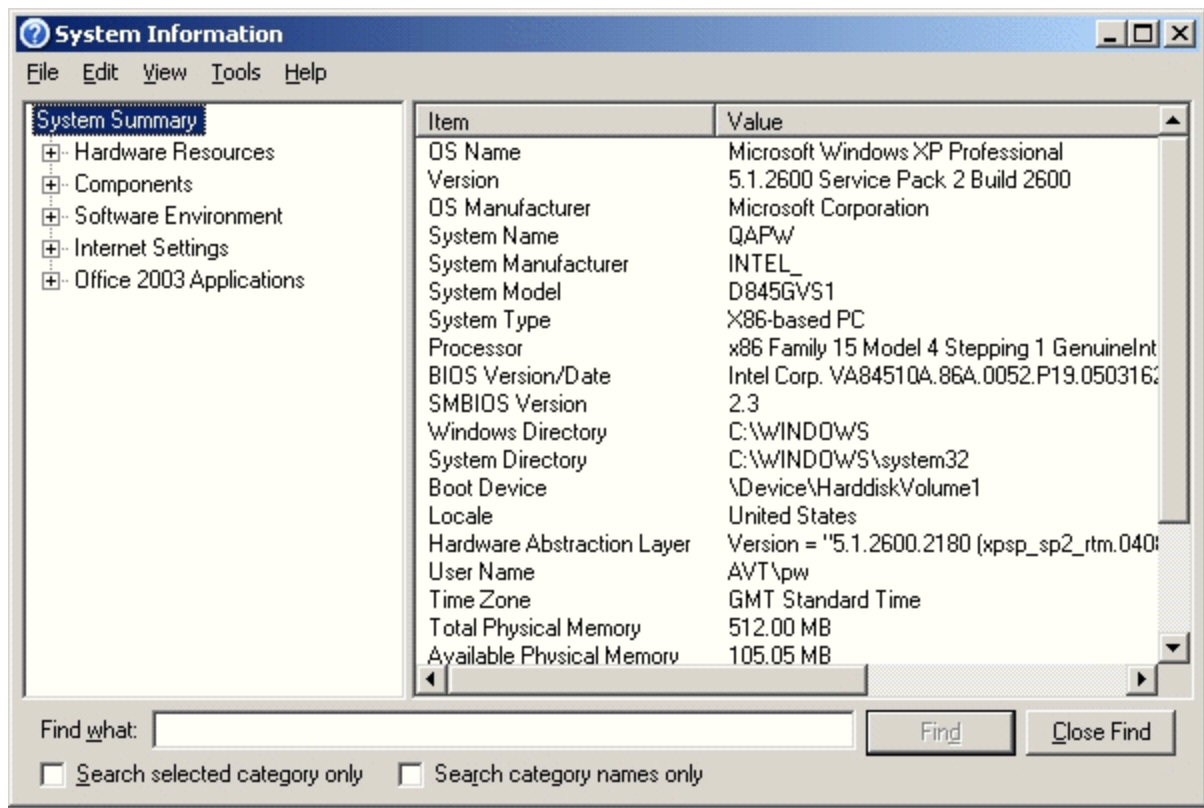 System Information
File Edit View Tools Help
System Summary
Hardware Resources
Components
Software Environment
Internet Settings
Office 2003 Applications
Item Value
OS Name Microsoft Windows XP Professional
Version 5.1.2600 Service Pack 2 Build 2600
OS Manufacturer Microsoft Corporation
System Name QAPW
System Manufacturer INTEL_
System Model D845GVS1
System Type X86-based PC
Processor x86 Family 15 Model 4 Stepping 1 GenuineInt
BIOS Version/Date Intel Corp. VA84510A.86A.0052.P19.0503162
SMBIOS Version 2.3
Windows Directory C:\WINDOWS
System Directory C:\WINDOWS\system32
Boot Device \Device\HarddiskVolume1
Locale United States
Hardware Abstraction Layer Version = "5.1.2600.2180 (xpsp_sp2_rtm.040
User Name AVT\pw
Time Zone GMT Standard Time
Total Physical Memory 512.00 MB
Available Physical Memory 105.05 MB
Find what: Find Close Find
Search selected category only Search category names only